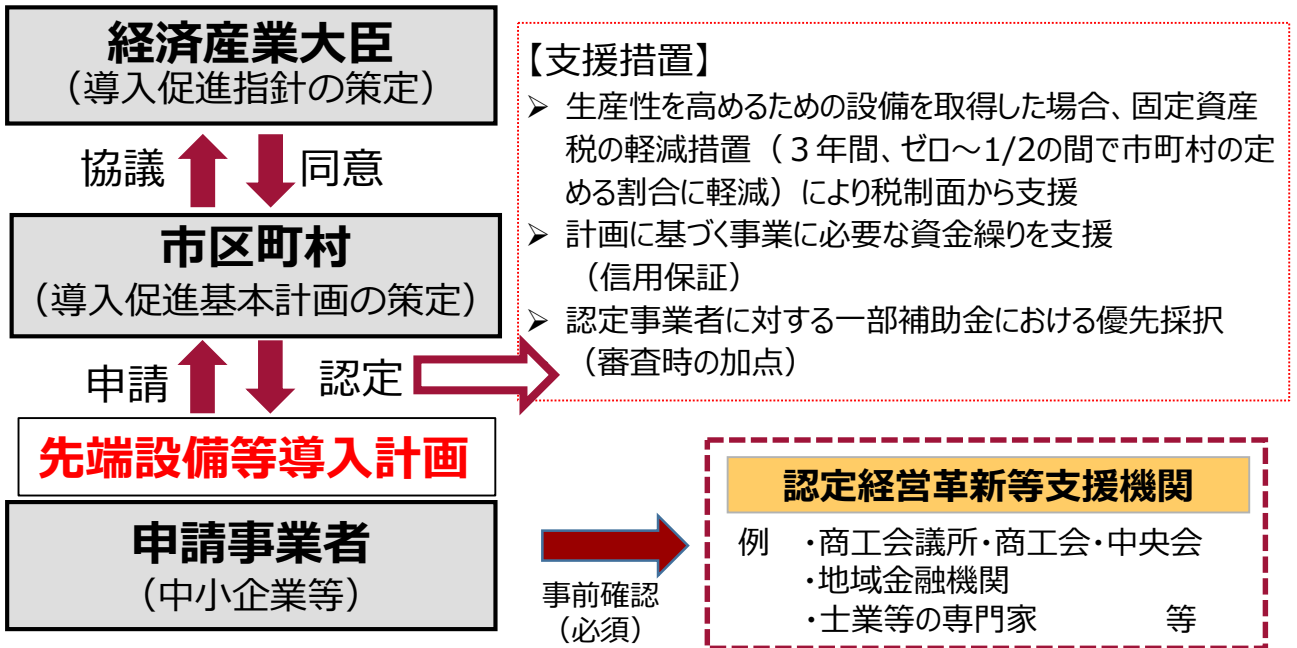 経済産業大臣
（導入促進指針の策定）
協議
同意
市区町村
（導入促進基本計画の策定）
申請
認定
先端設備等導入計画
申請事業者
（中小企業等）
【支援措置】
➢ 生産性を高めるための設備を取得した場合、固定資産
税の軽減措置（３年間、ゼロ～1/2の間で市町村の定
める割合に軽減）により税制面から支援
➢ 計画に基づく事業に必要な資金繰りを支援
（信用保証）
➢ 認定事業者に対する一部補助金における優先採択
（審査時の加点）
事前確認
（必須）
認定経営革新等支援機関
例 ・商工会議所・商工会・中央会
・地域金融機関
・士業等の専門家 等